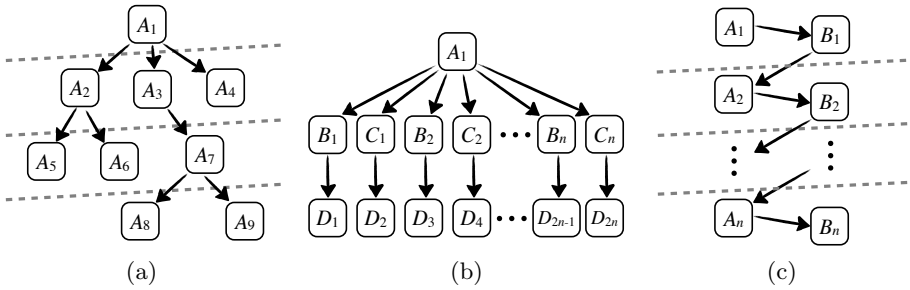 A₁
A₂ A₃ A₄
A₅ A₆ A₇
A₈ A₉
(a)
A₁
B₁ C₁ B₂ C₂ ••• Bₙ Cₙ
D₁ D₂ D₃ D₄ ••• D₂ₙ₋₁ D₂ₙ
(b)
A₁ B₁
A₂ B₂
⋮ ⋮
Aₙ Bₙ
(c)